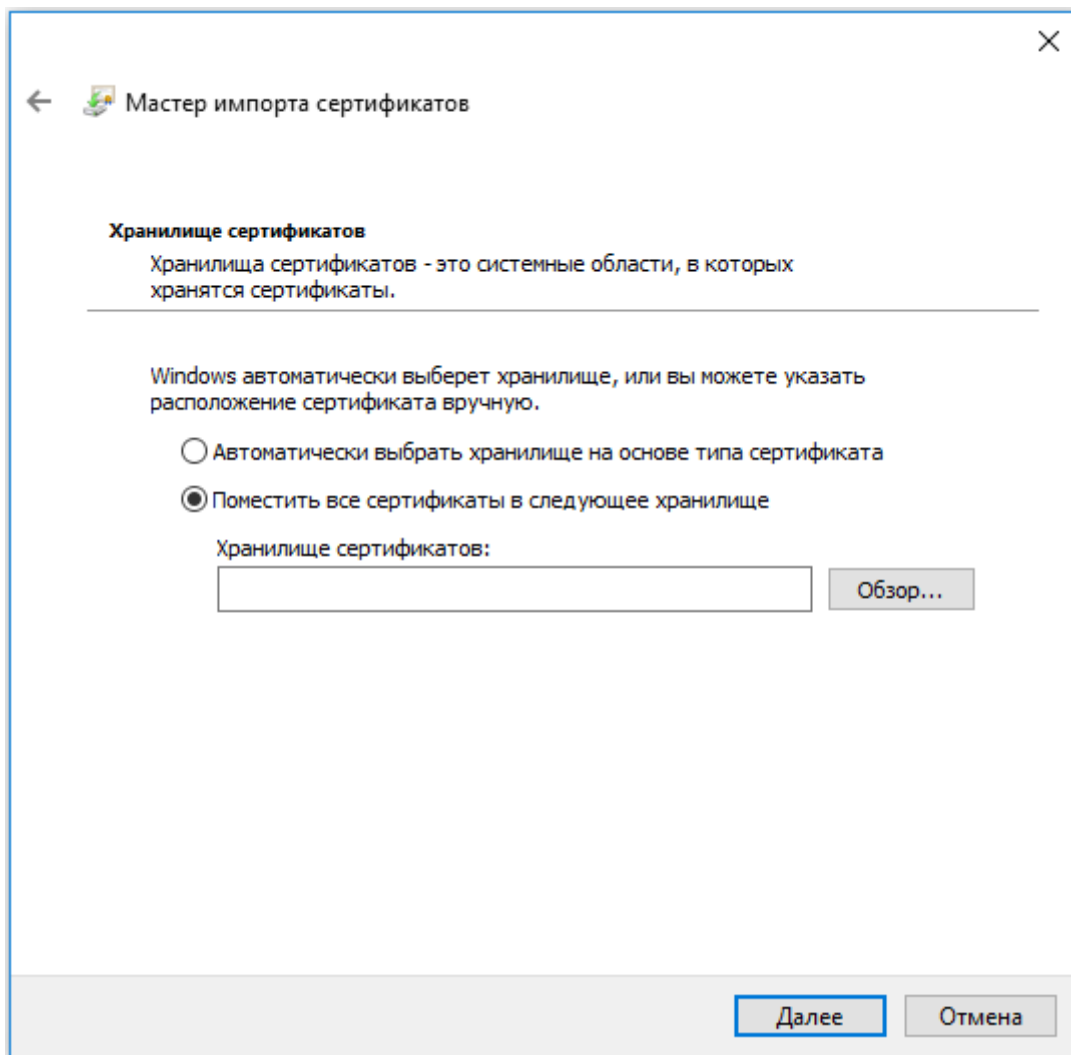 Мастер импорта сертификатов
Хранилище сертификатов
Хранилища сертификатов - это системные области, в которых
хранятся сертификаты.
Windows автоматически выберет хранилище, или вы можете указать
расположение сертификата вручную.
Автоматически выбрать хранилище на основе типа сертификата
Поместить все сертификаты в следующее хранилище
Хранилище сертификатов:
Обзор...
Далее
Отмена